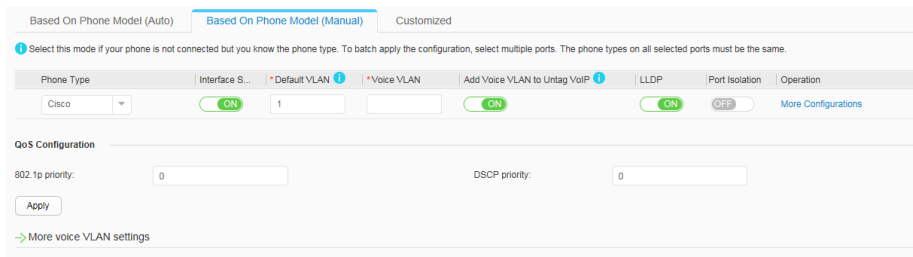 Based On Phone Model (Auto) Based On Phone Model (Manual) Customized
Select this mode if your phone is not connected but you know the phone type. To batch apply the configuration, select multiple ports. The phone types on all selected ports must be the same.
Phone Type Interface S... *Default VLAN *Voice VLAN Add Voice VLAN to Untag VoIP LLDP Port Isolation Operation
Cisco ON 1 ON ON OFF More Configurations
QoS Configuration
802.1p priority: 0 DSCP priority: 0
Apply
More voice VLAN settings